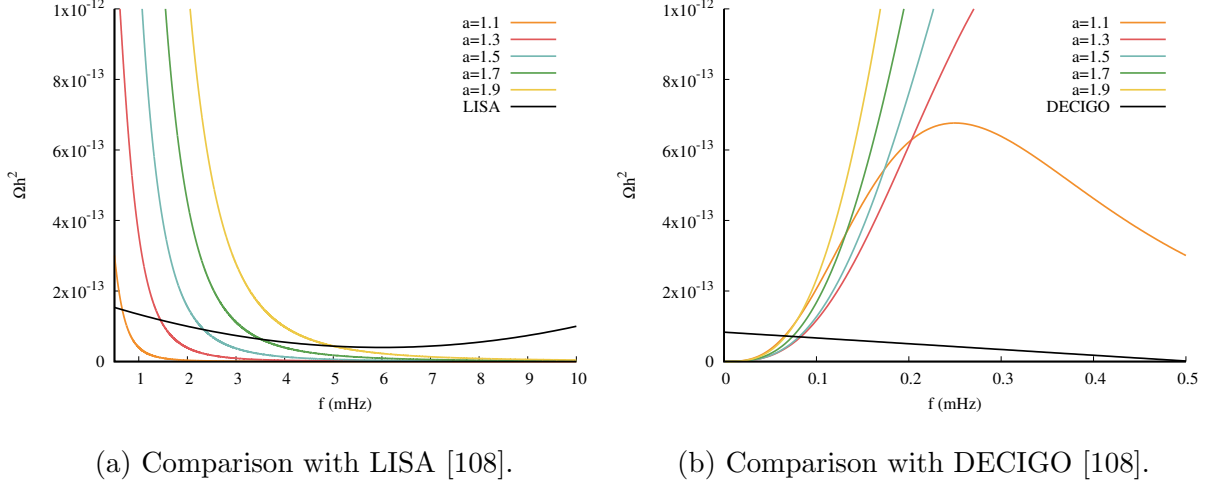 1x10-12
8x10-13
6x10-13
4x10-13
2x10-13
0
Ωh2
1 2 3 4 5 6 7 8 9 10
f (mHz)
a=1.1
a=1.3
a=1.5
a=1.7
a=1.9
LISA
(a) Comparison with LISA [108].
1x10-12
8x10-13
6x10-13
4x10-13
2x10-13
0
Ωh2
0 0.1 0.2 0.3 0.4 0.5
f (mHz)
a=1.1
a=1.3
a=1.5
a=1.7
a=1.9
DECIGO
(b) Comparison with DECIGO [108].